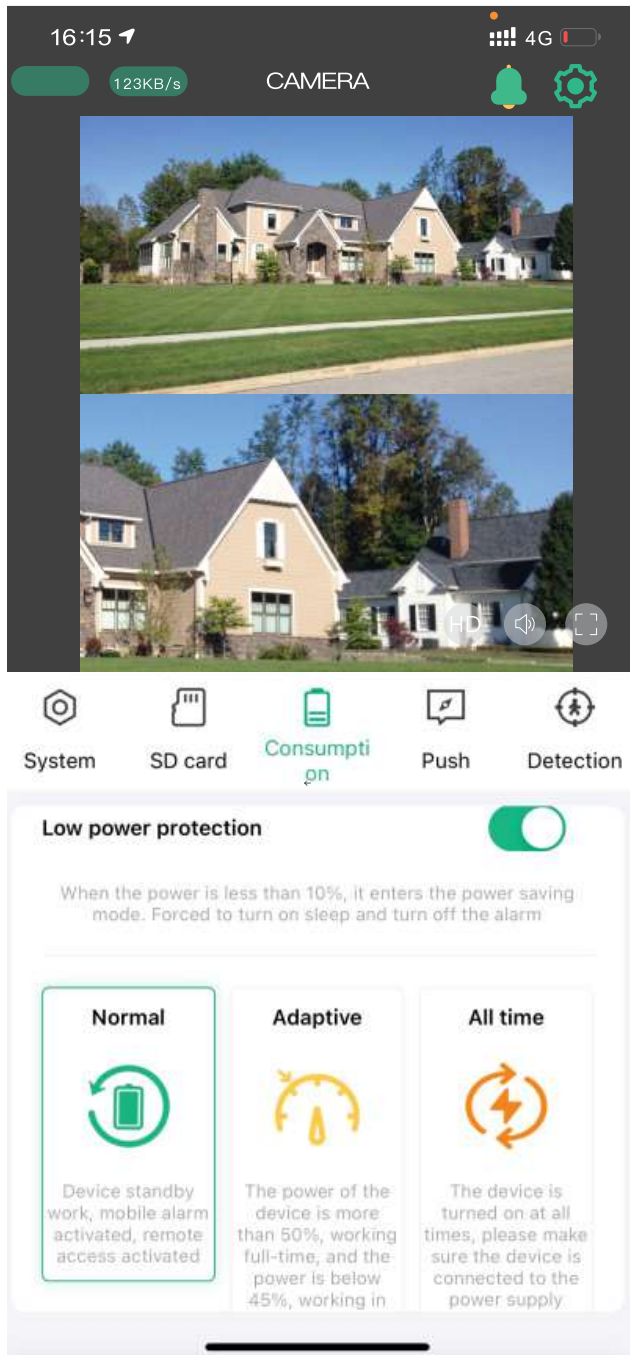 16:15
4G
123KB/s
CAMERA
HD
System
SD card
Consumpti
on
Push
Detection
Low power protection
When the power is less than 10%, it enters the power saving
mode. Forced to turn on sleep and turn off the alarm
Normal
Device standby
work, mobile alarm
activated, remote
access activated
Adaptive
The power of the
device is more
than 50%, working
full-time, and the
power is below
45%, working in
All time
The device is
turned on at all
times, please make
sure the device is
connected to the
power supply